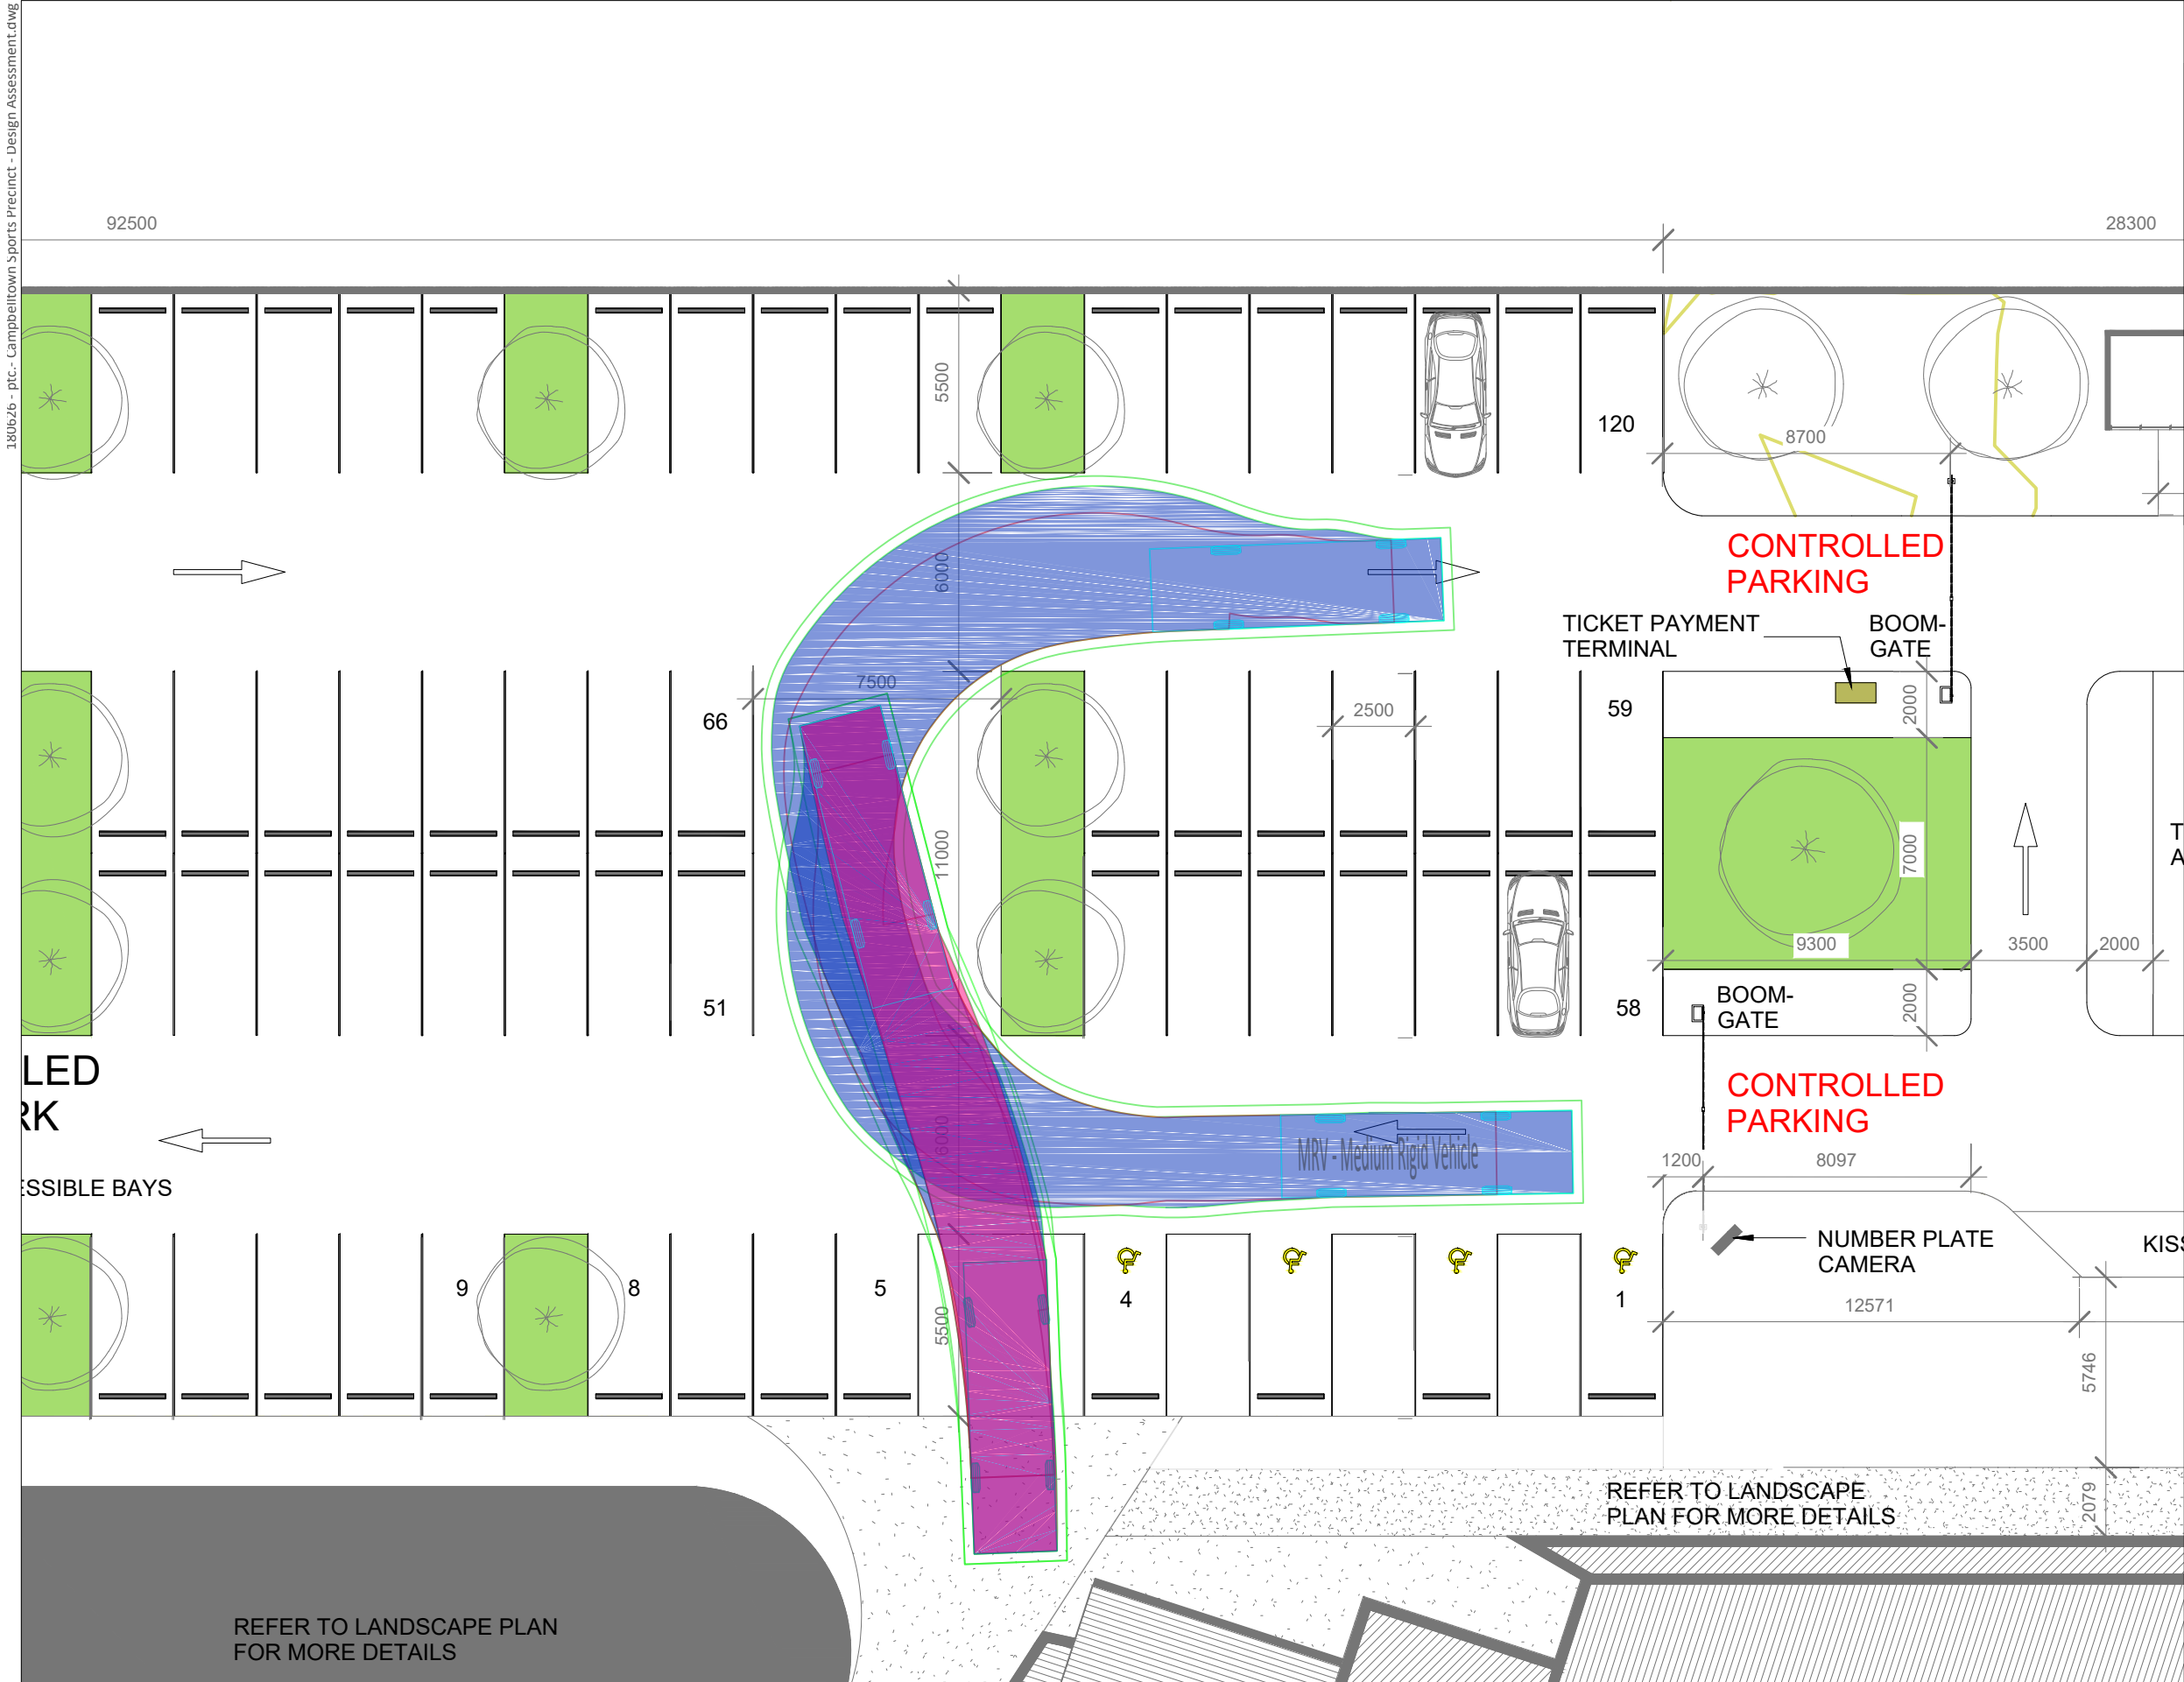 18062б - ptc.- Campbelltown Sports Precinct - Design Assessment.dwg
92500
28300
5500
120
8700
CONTROLLED
PARKING
6000
TICKET PAYMENT
TERMINAL
BOOM-
GATE
7500
66
2500
59
2000
11000
7000
9300
3500
2000
51
58
BOOM-
GATE
2000
LED
RK
CONTROLLED
PARKING
6000
MRV - Medium Rigid Vehicle
1200
8097
ESSIBLE BAYS
NUMBER PLATE
CAMERA
KISS
9
8
5
4
1
5500
12571
5746
REFER TO LANDSCAPE
PLAN FOR MORE DETAILS
2079
REFER TO LANDSCAPE PLAN
FOR MORE DETAILS